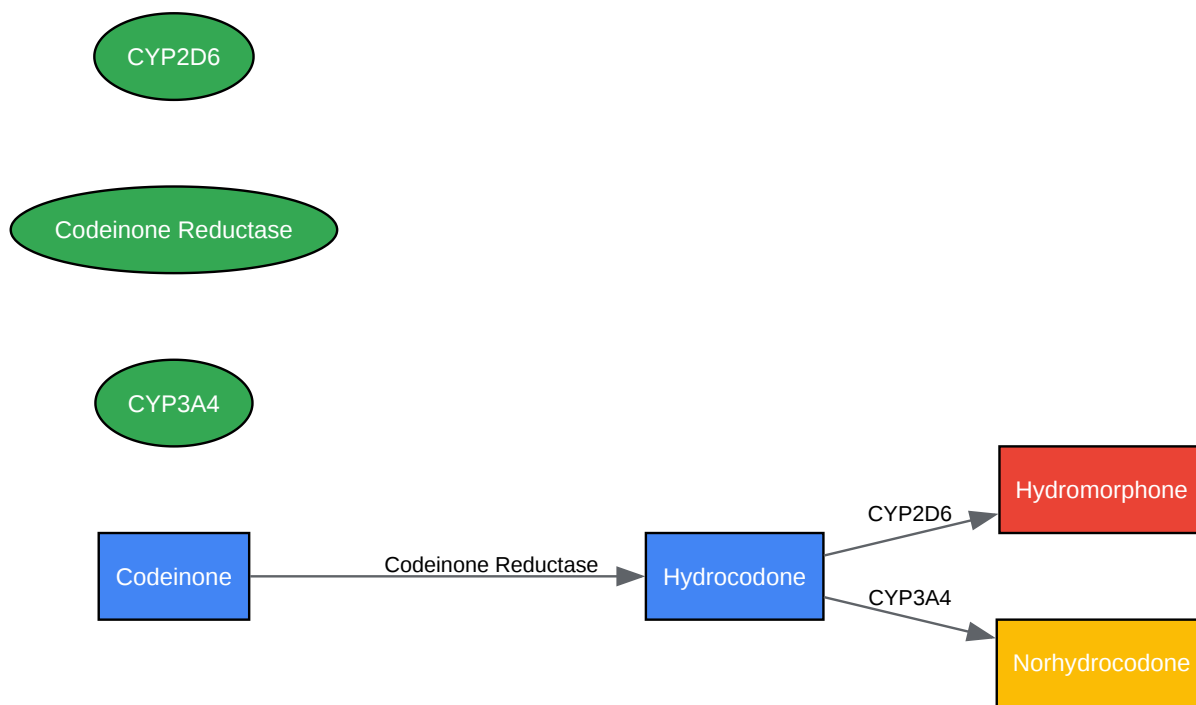 CYP2D6
Codeinone Reductase
CYP3A4
Codeinone
Codeinone Reductase
Hydrocodone
CYP2D6
Hydromorphone
CYP3A4
Norhydrocodone